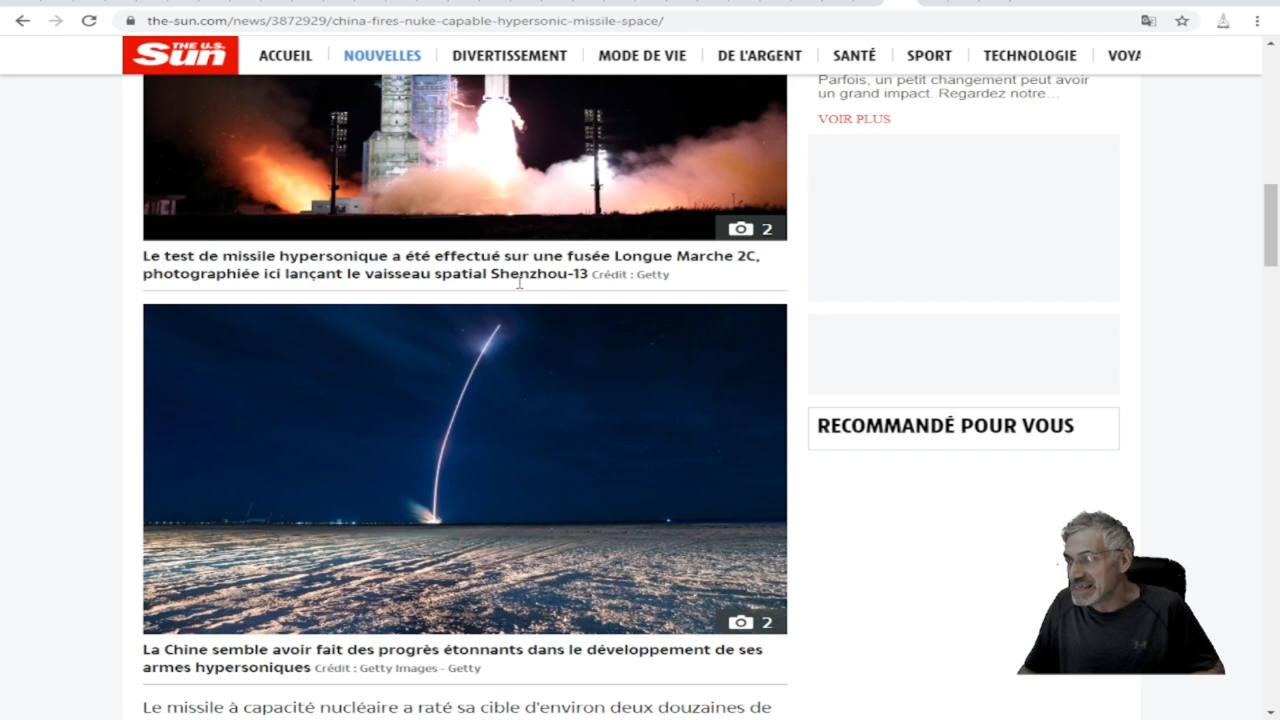 the-sun.com/news/3872929/china-fires-nuke-capable-hypersonic-missile-space/
THE U.S. Sun
ACCUEIL NOUVELLES DIVERTISSEMENT MODE DE VIE DE L'ARGENT SANTÉ SPORT TECHNOLOGIE VOYA
Parfois, un petit changement peut avoir
un grand impact. Regardez notre…
VOIR PLUS
2
Le test de missile hypersonique a été effectué sur une fusée Longue Marche 2C,
photographiée ici lançant le vaisseau spatial Shenzhou-13 Crédit : Getty
RECOMMANDÉ POUR VOUS
2
La Chine semble avoir fait des progrès étonnants dans le développement de ses
armes hypersoniques Crédit : Getty Images - Getty
Le missile à capacité nucléaire a raté sa cible d'environ deux douzaines de